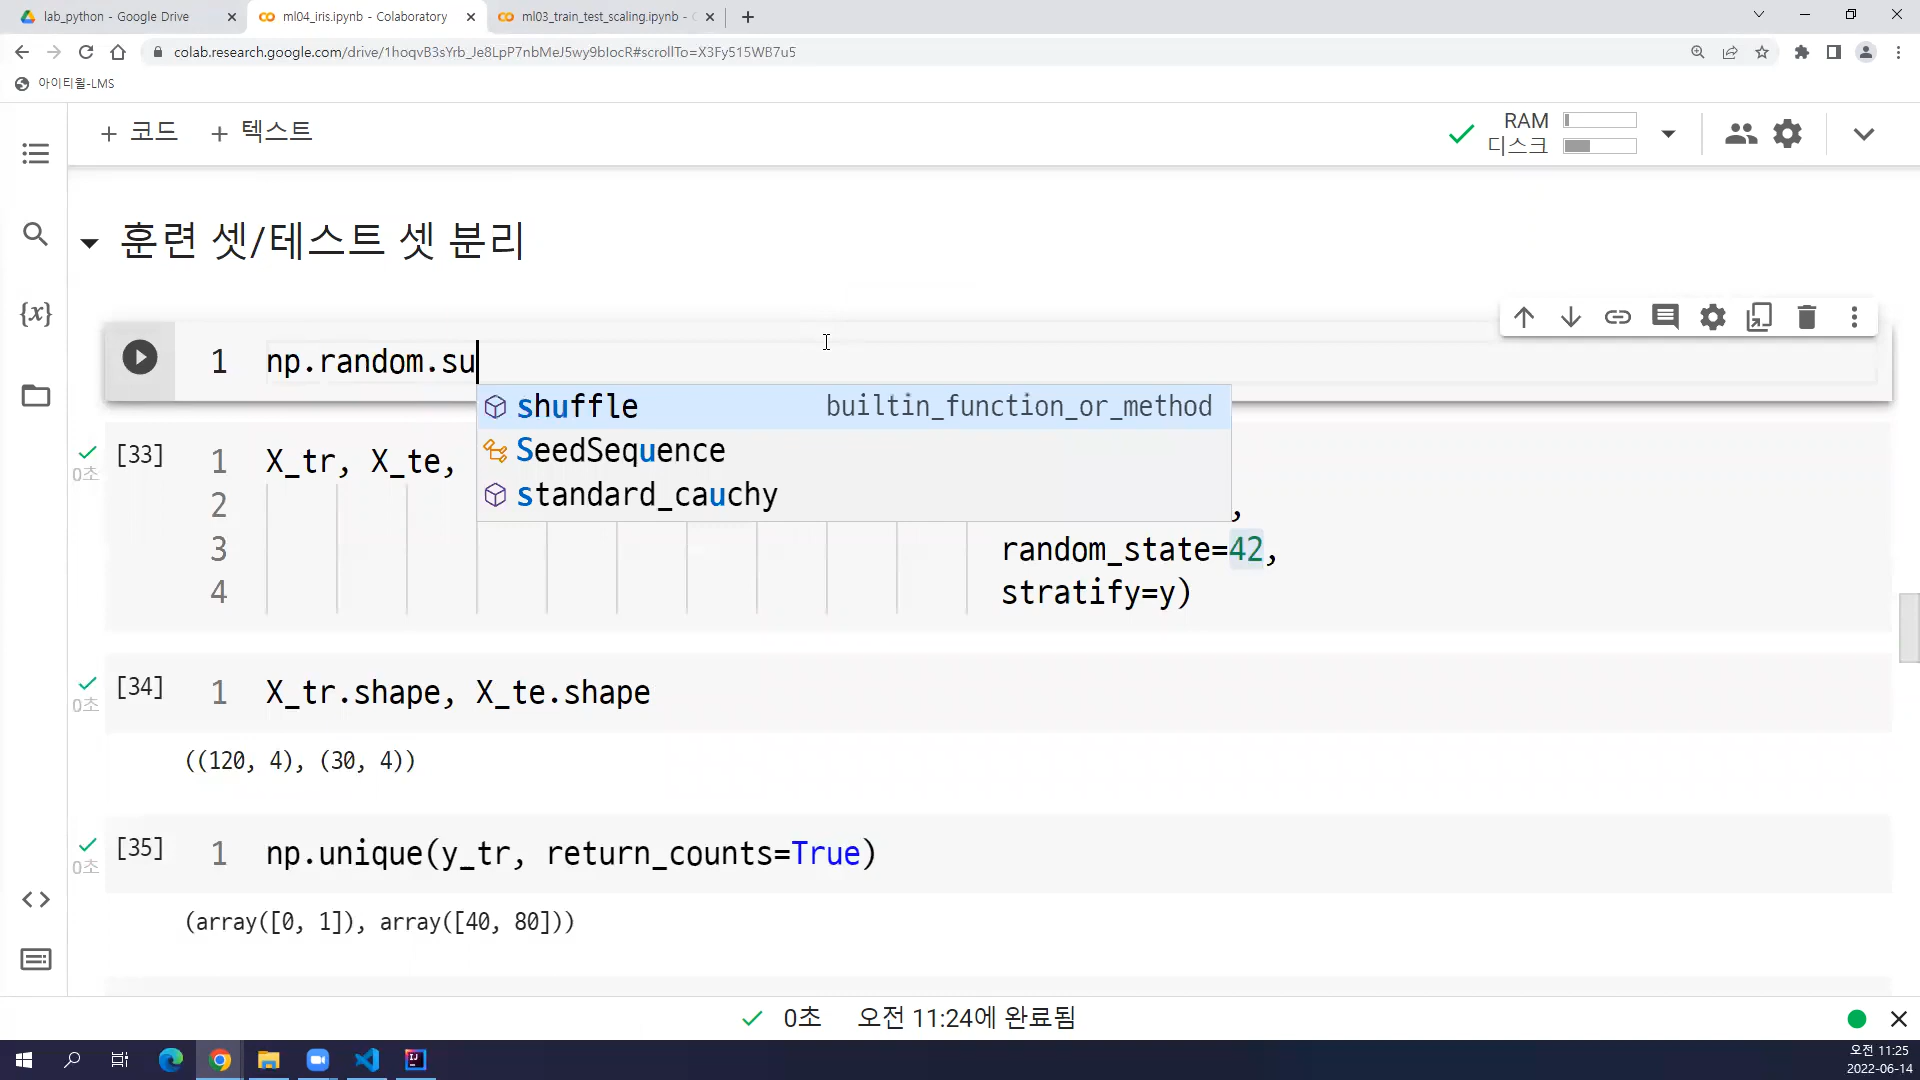 lab_python - Google Drive
ml04_iris.ipynb - Colaboratory
ml03_train_test_scaling.ipynb -
colab.research.google.com/drive/1hoqvB3sYrb_Je8LpP7nbMeJ5wy9bIocR#scrollTo=X3Fy515WB7u5
아이티윌-LMS
+ 코드
+ 텍스트
RAM
디스크
훈련 셋/테스트 셋 분리
{x}
1 np.random.su
shuffle builtin_function_or_method
SeedSequence
standard_cauchy
[33] 1 X_tr, X_te,
0초
2 ,
3 random_state=42,
4 stratify=y)
[34] 1 X_tr.shape, X_te.shape
0초
((120, 4), (30, 4))
[35] 1 np.unique(y_tr, return_counts=True)
0초
(array([0, 1]), array([40, 80]))
0초 오전 11:24에 완료됨
오전 11:25
2022-06-14